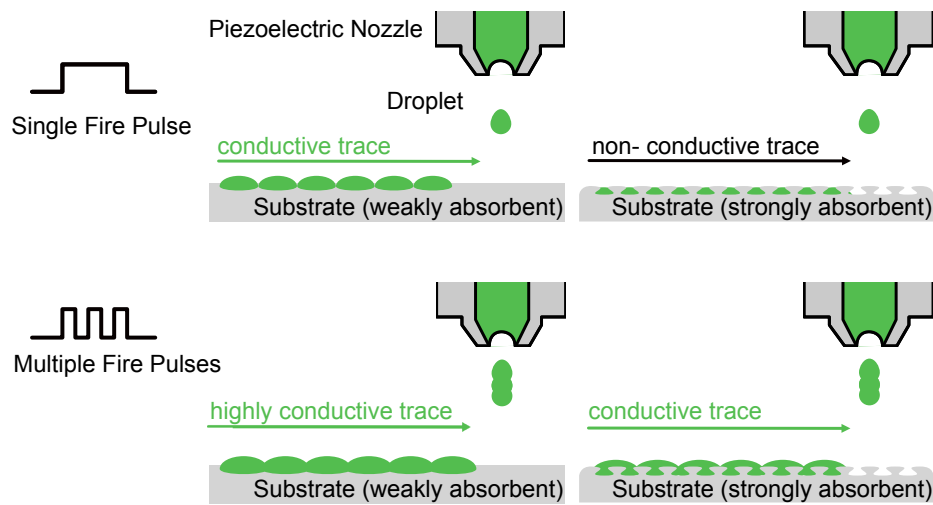 Piezoelectric Nozzle
Single Fire Pulse
Droplet
conductive trace
non- conductive trace
Substrate (weakly absorbent)
Substrate (strongly absorbent)
Multiple Fire Pulses
highly conductive trace
conductive trace
Substrate (weakly absorbent)
Substrate (strongly absorbent)